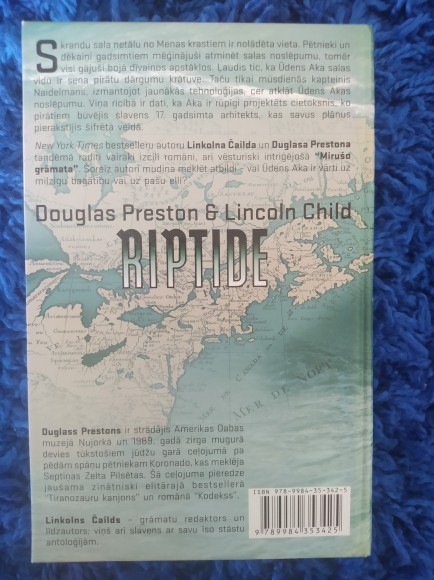 Skrandu sala netālu no Menas krastiem ir nolādēta vieta. Pētnieki un
dēkaiņi gadsimtiem mēģinājuši atminēt salas noslēpumu, tomēr
visi gājuši bojā dīvainos apstākļos. Ļaudis tic, ka Ūdens Aka salas
vidū ir sena pirātu dārgumu krātuve. Taču tikai mūsdienās kapteinis
Naidelmans, izmantojot jaunākās tehnoloģijas, cer atklāt Ūdens Akas
noslēpumu. Viņa rīcībā ir dati, ka Aka ir rūpīgi projektēts cietoksnis, ko
pirātiem būvējis slavens 17. gadsimta arhitekts, kas savus plānus
pierakstījis šifrētā veidā.
New York Times bestselleru autoru Linkolna Čailda un Duglasa Prestona
tandēmā radīti vairāki izcili romāni, arī vēsturiski intriģējošā "Mirušo
grāmata". Šoreiz autori mudina meklēt atbildi – vai Ūdens Aka ir vārti uz
milzīgu bagātību vai uz pašu elli?
Douglas Preston & Lincoln Child
RIPTIDE
CANADA OU DE
MER DE NORT
Duglass Prestons ir strādājis Amerikas Dabas
muzejā Ņujorkā un 1989. gadā zirga mugurā
devies tūkstošiem jūdžu garā ceļojumā pa
pēdām spāņu pētniekam Koronado, kas meklēja
Septiņas Zelta Pilsētas. Šā ceļojuma pieredze
jaušama zinātniski elitārajā bestsellerā
"Tiranozauru kanjons" un romānā "Kodekss".
Linkolns Čailds - grāmatu redaktors un
līdzautors; viņš arī slavens ar savu īso stāstu
antoloģijām.
ISBN 978-9984-35-342-5
9 789984 353425